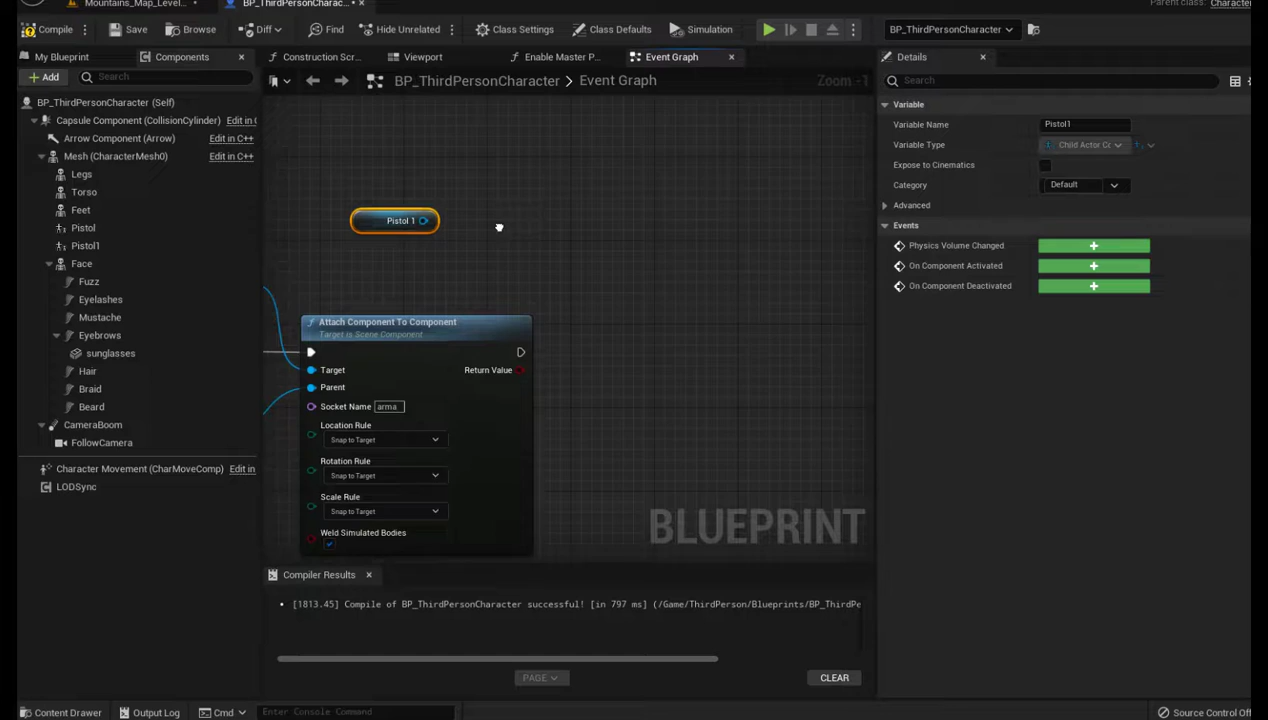 Mountains_Map_Level...
BP_ThirdPersonCharac...
Parent class: Character
Compile
Save
Browse
Diff
Find
Hide Unrelated
Class Settings
Class Defaults
Simulation
BP_ThirdPersonCharacter
My Blueprint
Components
Construction Scr...
Viewport
Enable Master P...
Event Graph
Details
Add
Search
BP_ThirdPersonCharacter > Event Graph
Zoom -1
Search
BP_ThirdPersonCharacter (Self)
Capsule Component (CollisionCylinder)
Edit in C
Arrow Component (Arrow)
Edit in C++
Mesh (CharacterMesh0)
Edit in C++
Legs
Torso
Feet
Pistol
Pistol1
Face
Fuzz
Eyelashes
Mustache
Eyebrows
sunglasses
Hair
Braid
Beard
CameraBoom
FollowCamera
Character Movement (CharMoveComp)
Edit in
LODSync
Pistol 1
Attach Component To Component
Target is Scene Component
Target
Return Value
Parent
Socket Name
arma
Location Rule
Snap to Target
Rotation Rule
Snap to Target
Scale Rule
Snap to Target
Weld Simulated Bodies
BLUEPRINT
Variable
Variable Name
Pistol1
Variable Type
Child Actor Cc
Expose to Cinematics
Category
Default
Advanced
Events
Physics Volume Changed
On Component Activated
On Component Deactivated
Compiler Results
[1813.45] Compile of BP_ThirdPersonCharacter successful! [in 797 ms] (/Game/ThirdPerson/Blueprints/BP_ThirdPe
PAGE
CLEAR
Content Drawer
Output Log
Cmd
Enter Console Command
Source Control Off